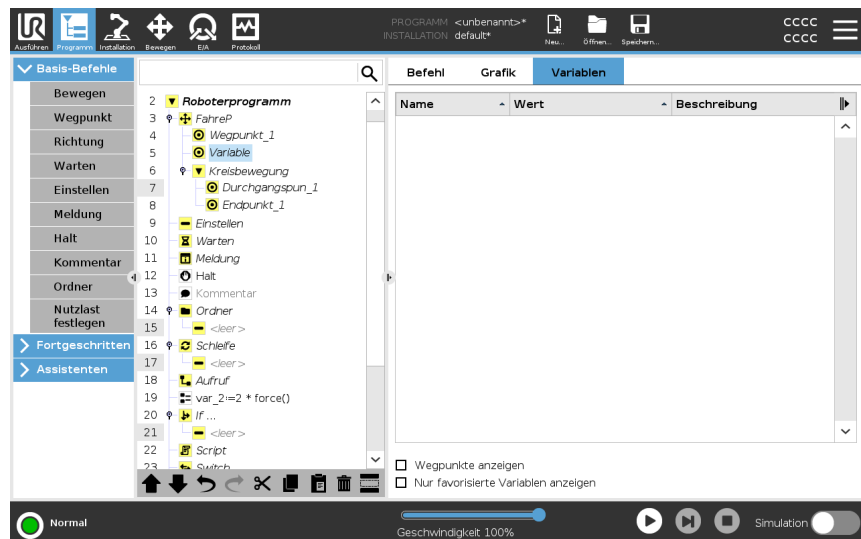 PROGRAMM <unbenannt>*
INSTALLATION default*
CCCC
CCCC
Ausführen Programm Installation Bewegen E/A Protokoll Neu... Öffnen... Speichern...
Basis-Befehle
Bewegen
Wegpunkt
Richtung
Warten
Einstellen
Meldung
Halt
Kommentar
Ordner
Nutzlast
festlegen
Fortgeschritten
Assistenten
2 Roboterprogramm
3 FahreP
4 Wegpunkt_1
5 Variable
6 Kreisbewegung
7 Durchgangspun_1
8 Endpunkt_1
9 Einstellen
10 Warten
11 Meldung
12 Halt
13 Kommentar
14 Ordner
15 <leer>
16 Schleife
17 <leer>
18 Aufruf
19 var_2:=2 * force()
20 If ...
21 <leer>
22 Script
23 Switch
Befehl Grafik Variablen
Name Wert Beschreibung
Wegpunkte anzeigen
Nur favorisierte Variablen anzeigen
Normal
Geschwindigkeit 100%
Simulation